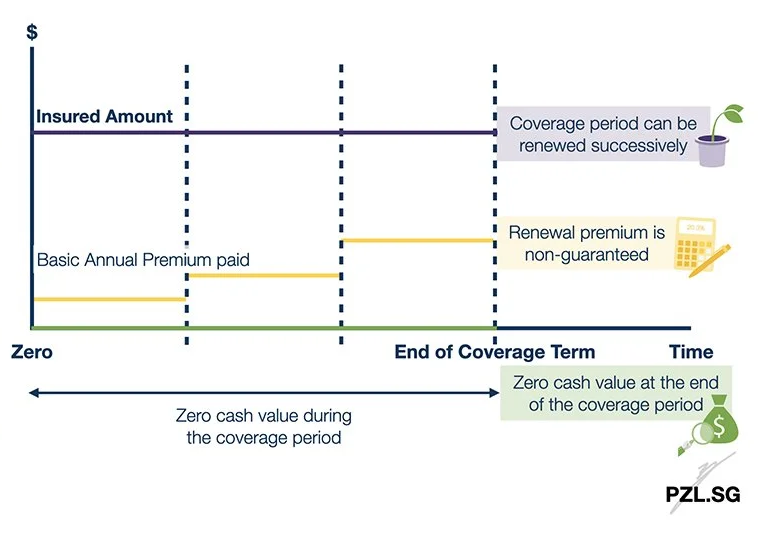 $
Insured Amount
Coverage period can be
renewed successively
Basic Annual Premium paid
Renewal premium is
non-guaranteed
20.3%
Zero
End of Coverage Term
Time
Zero cash value during
the coverage period
Zero cash value at the end
of the coverage period
$
PZL.SG